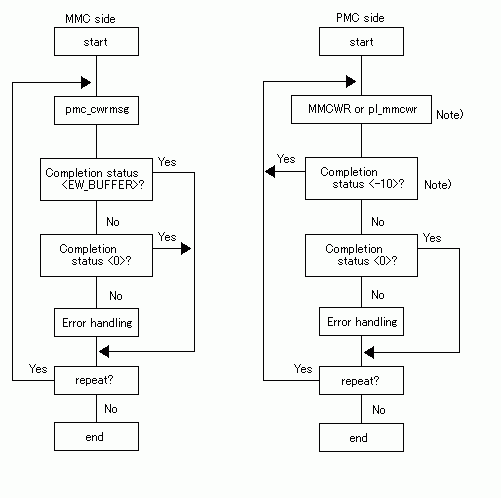 MMC side
start
pmc_cwrmsg
Completion status
<EW_BUFFER>?
Yes
No
Completion
status <0>?
Yes
No
Error handling
Yes
repeat?
No
end
PMC side
start
MMCWR or pl_mmcwr
Note)
Yes
Completion
status <-10>?
Note)
No
Completion
status <0>?
Yes
No
Error handling
Yes
repeat?
No
end